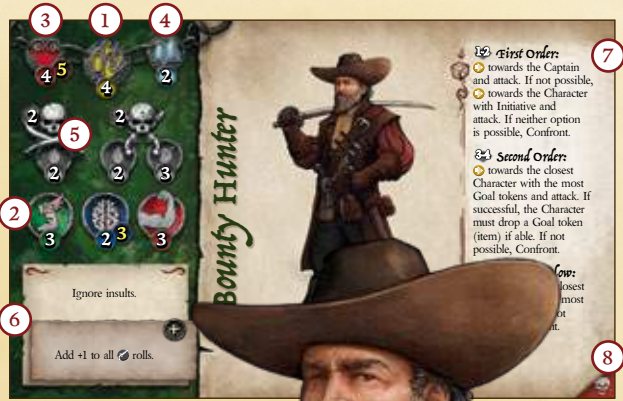 3
1
4
4 5
4
2
2
5
2
2
3
2
3
2 3
3
Ignore insults.
6
Add +1 to all rolls.
Bounty Hunter
1-2 First Order:
7
towards the Captain
and attack. If not possible,
towards the Character
with Initiative and
attack. If neither option
is possible, Confront.
3-4 Second Order:
towards the closest
Character with the most
Goal tokens and attack. If
successful, the Character
must drop a Goal token
(item) if able. If not
possible, Confront.
8